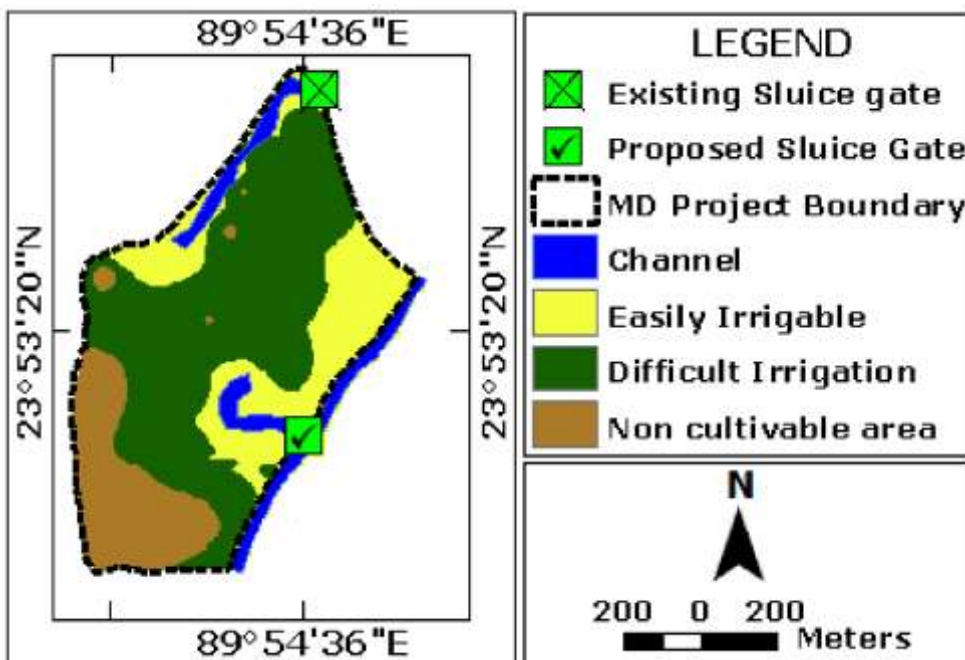 89°54'36"E
23°53'20"N
23°53'20"N
89°54'36"E
LEGEND
Existing Sluice gate
Proposed Sluice Gate
MD Project Boundary
Channel
Easily Irrigable
Difficult Irrigation
Non cultivable area
N
200 0 200
Meters